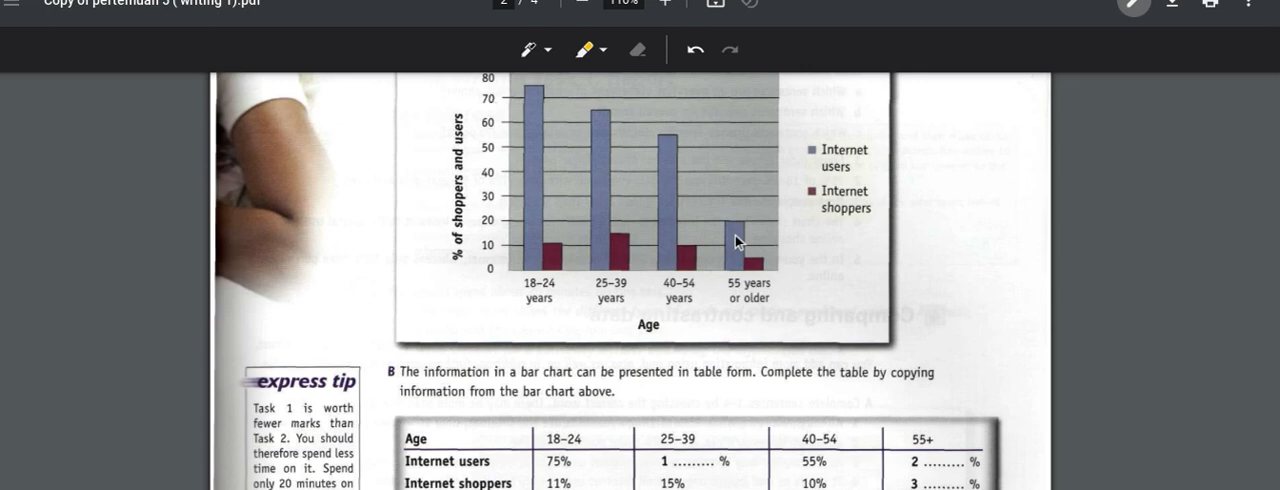 Copy of pertemuan 3 ( writing 1).pdf
2 / 4
110%
80
70
60
50
40
30
20
10
0
% of shoppers and users
Internet
users
Internet
shoppers
18–24
years
25–39
years
40–54
years
55 years
or older
Age
express tip
Task 1 is worth
fewer marks than
Task 2. You should
therefore spend less
time on it. Spend
only 20 minutes on
B The information in a bar chart can be presented in table form. Complete the table by copying
information from the bar chart above.
Age 18–24 25–39 40–54 55+
Internet users 75% 1 ......... % 55% 2 ......... %
Internet shoppers 11% 15% 10% 3 ......... %